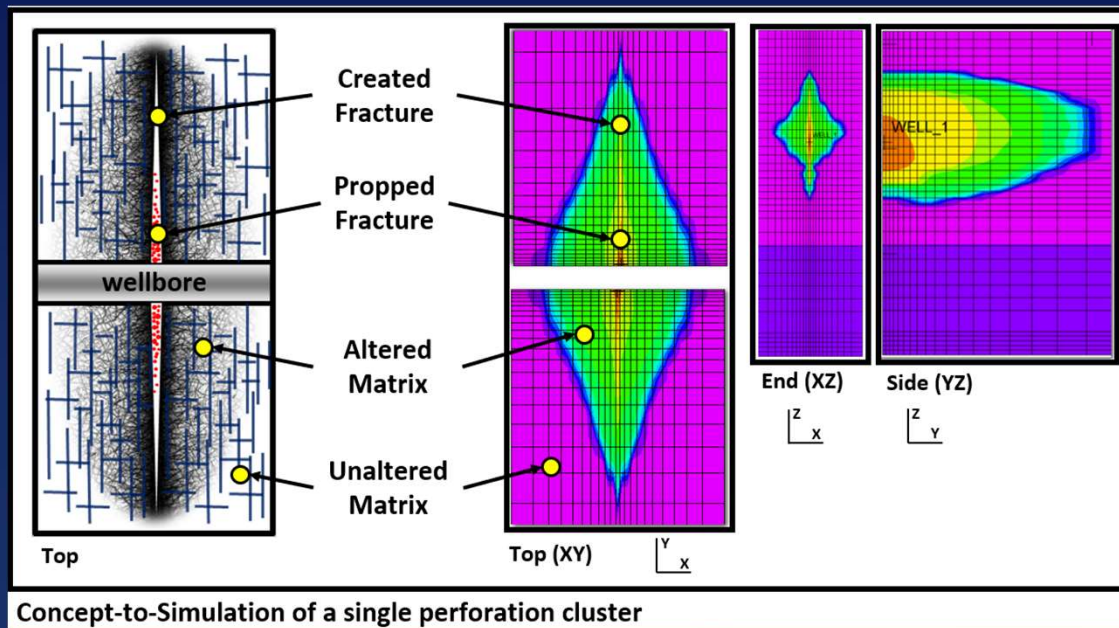 Created
Fracture
Propped
Fracture
wellbore
Altered
Matrix
Unaltered
Matrix
Top
Top (XY)
Y
X
WELL_1
End (XZ)
Z
X
Side (YZ)
Z
Y
Concept-to-Simulation of a single perforation cluster